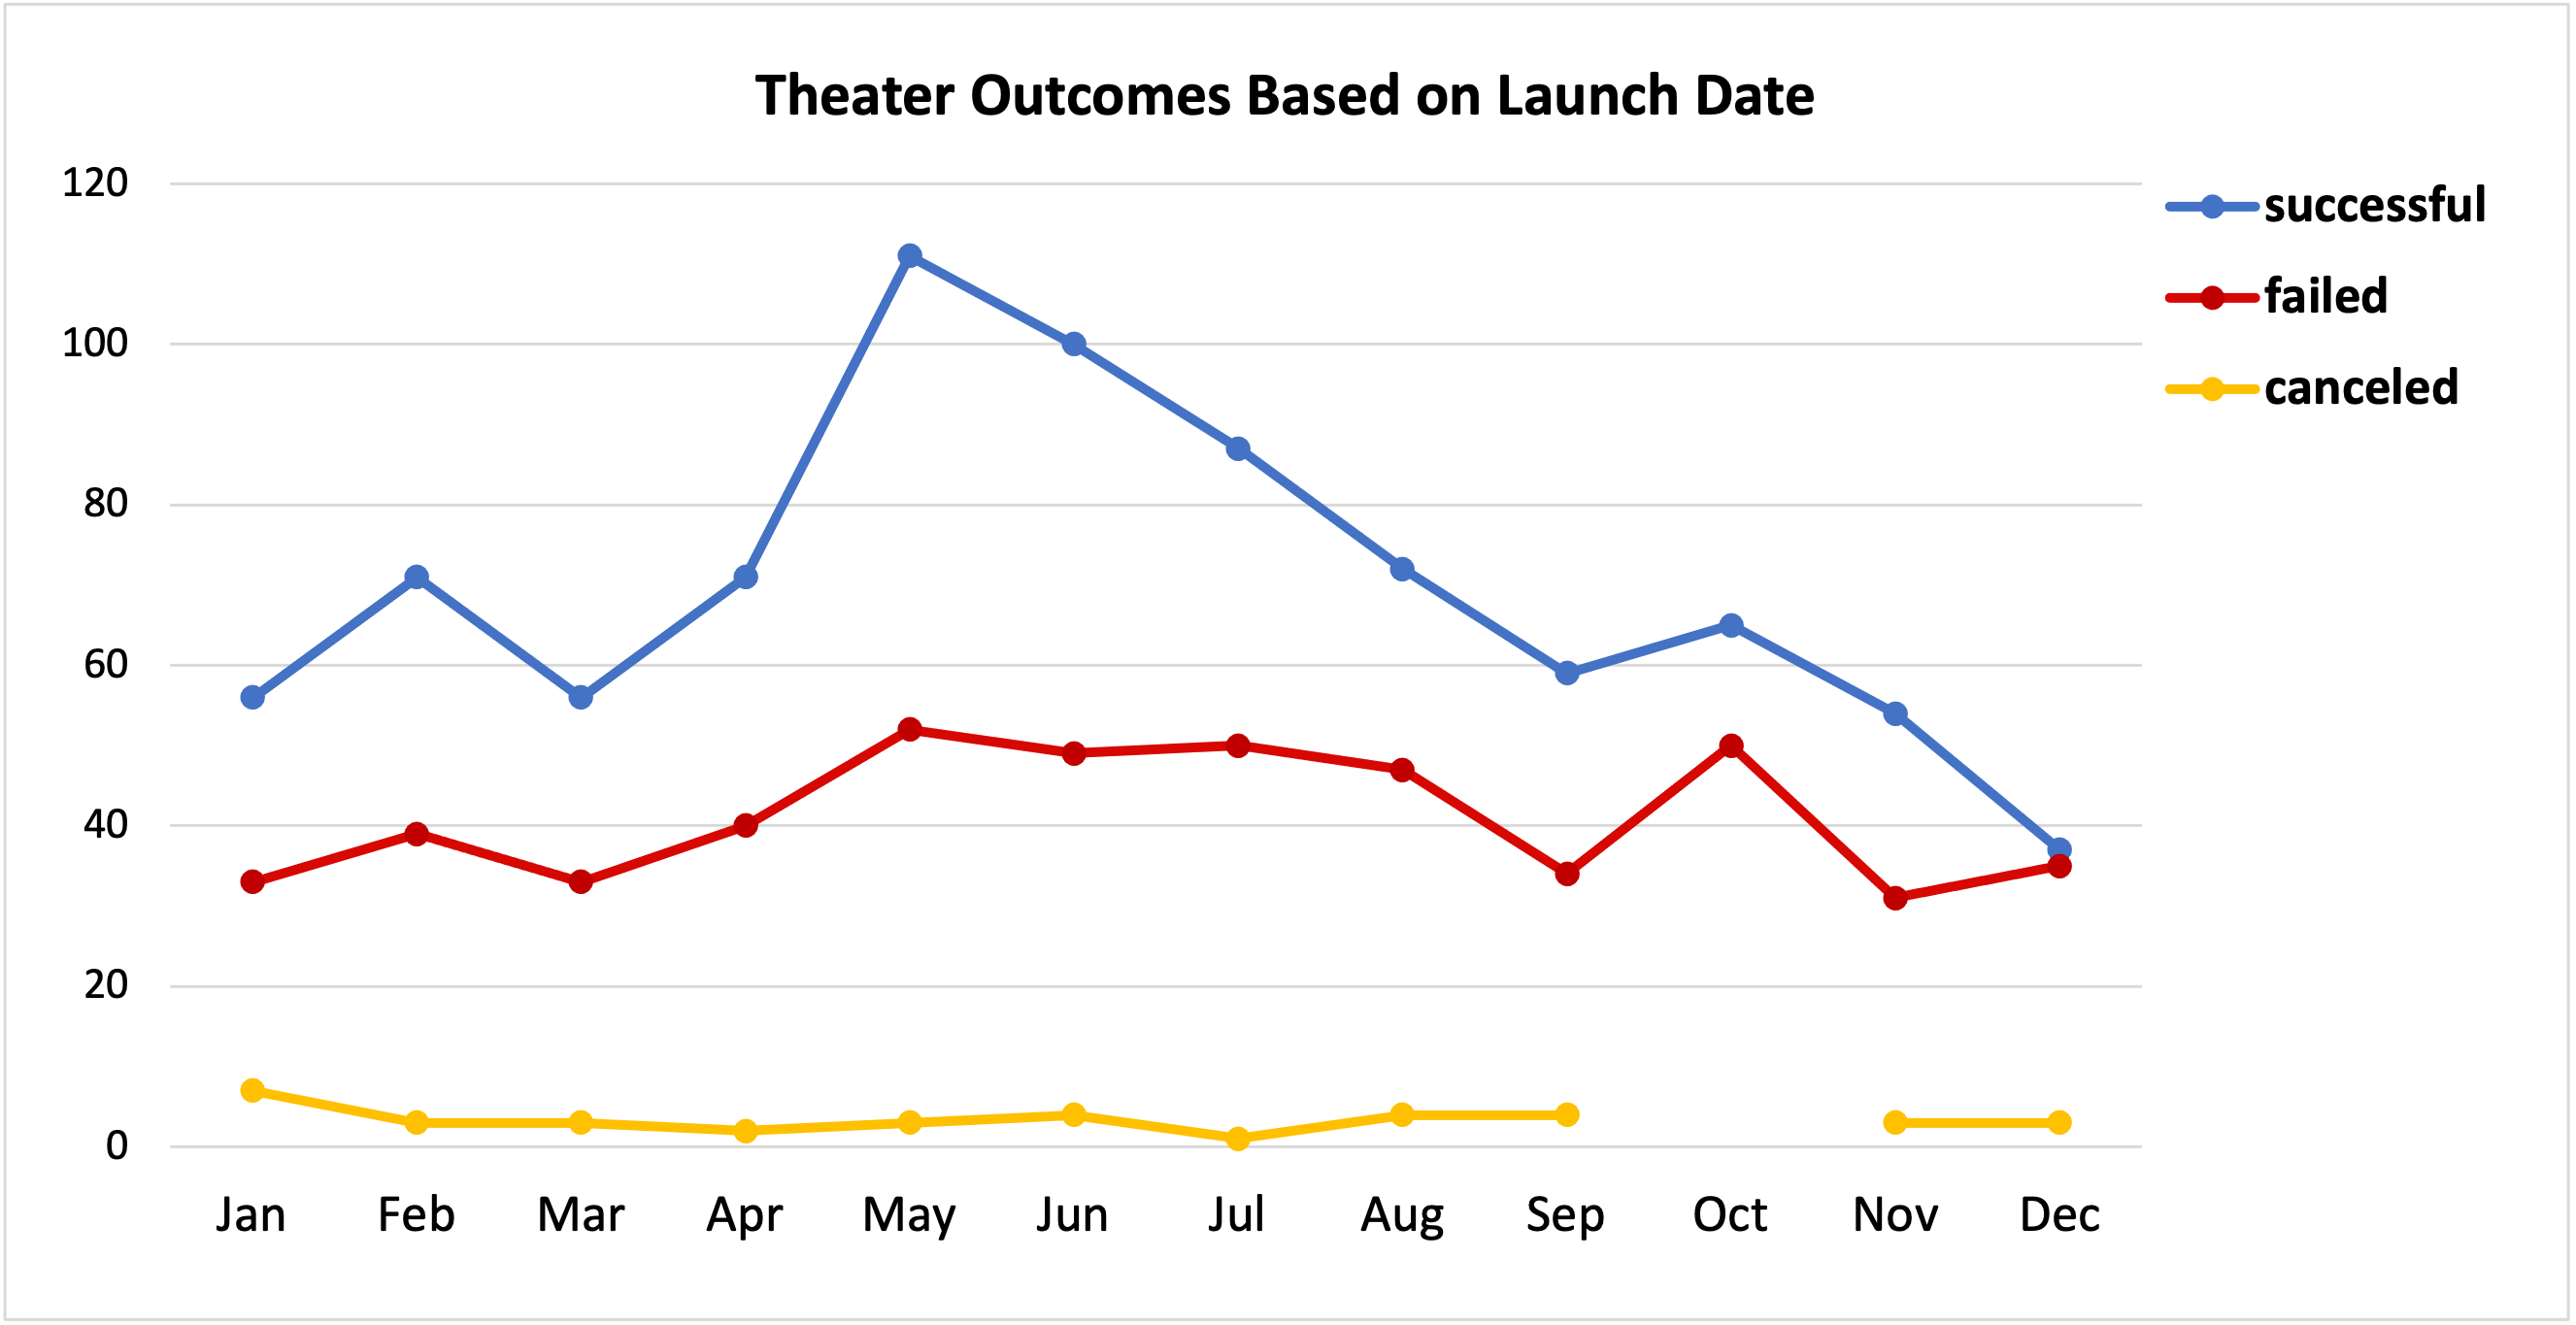 Theater Outcomes Based on Launch Date
120
100
80
60
40
20
0
Jan Feb Mar Apr May Jun Jul Aug Sep Oct Nov Dec
successful
failed
canceled